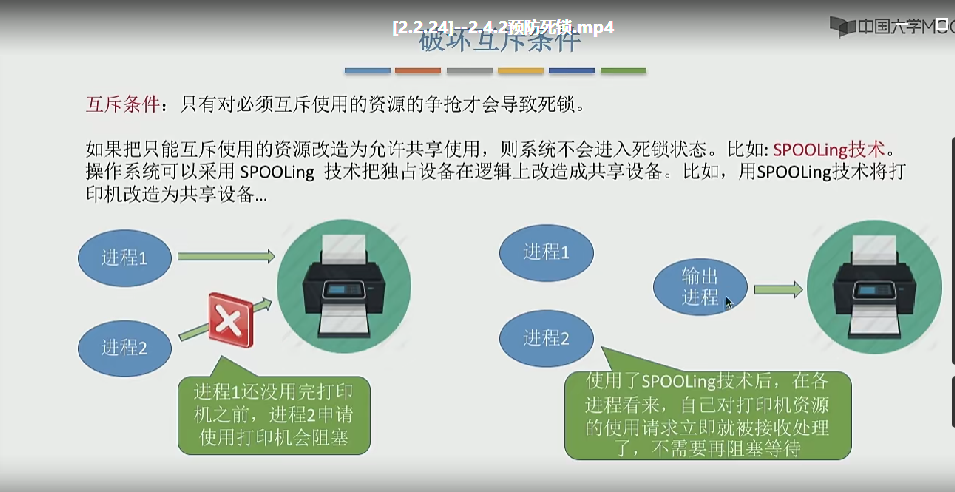 [2.2.24]--2.4.2预防死锁.mp4
中国大学MOO
破坏互斥条件
互斥条件：只有对必须互斥使用的资源的争抢才会导致死锁。
如果把只能互斥使用的资源改造为允许共享使用，则系统不会进入死锁状态。比如: SPOOLing技术。
操作系统可以采用 SPOOLing 技术把独占设备在逻辑上改造成共享设备。比如，用SPOOLing技术将打
印机改造为共享设备...
进程1
进程2
进程1还没用完打印
机之前，进程2申请
使用打印机会阻塞
进程1
进程2
输出
进程
使用了SPOOLing技术后，在各
进程看来，自己对打印机资源
的使用请求立即就被接收处理
了，不需要再阻塞等待